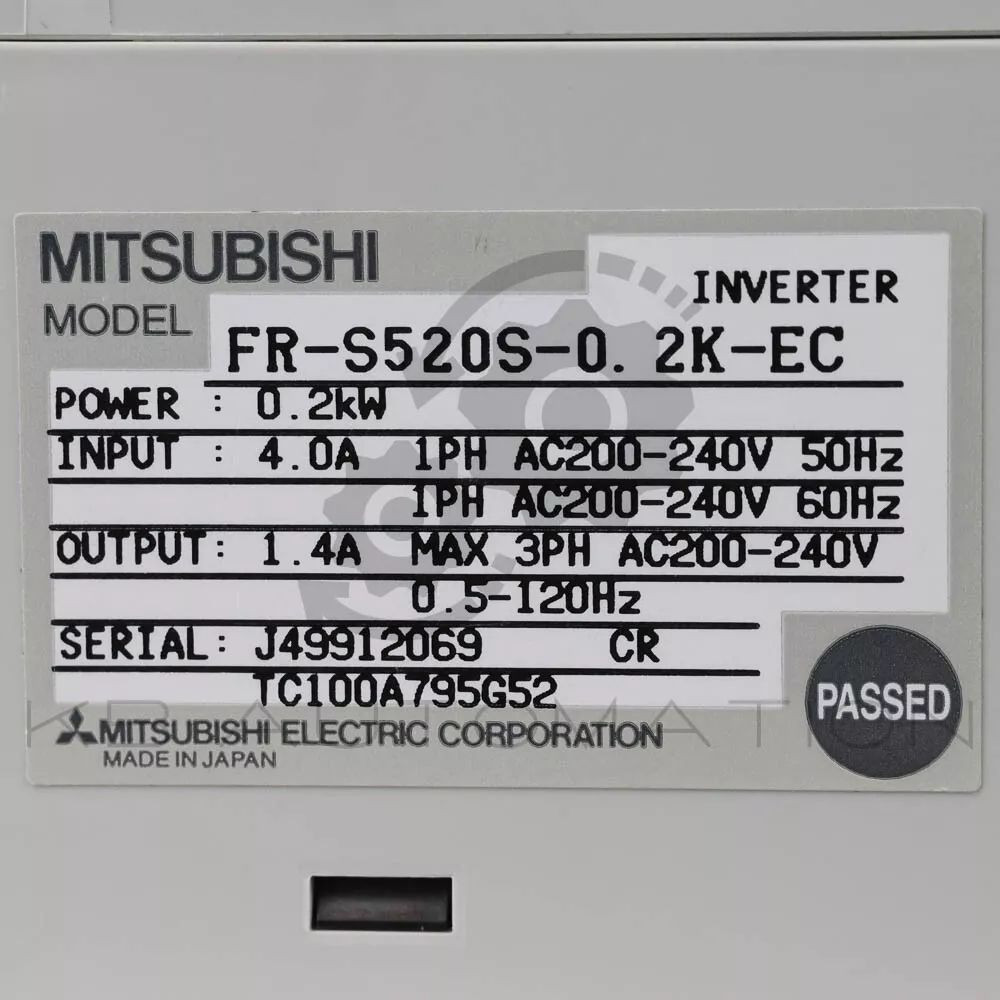 MITSUBISHI
INVERTER
MODEL FR-S520S-0.2K-EC
POWER : 0.2kW
INPUT : 4.0A 1PH AC200-240V 50Hz
1PH AC200-240V 60Hz
OUTPUT: 1.4A MAX 3PH AC200-240V
0.5-120Hz
SERIAL: J49912069 CR
TC100A795G52
PASSED
KRAUTOMATION
MITSUBISHI ELECTRIC CORPORATION
MADE IN JAPAN